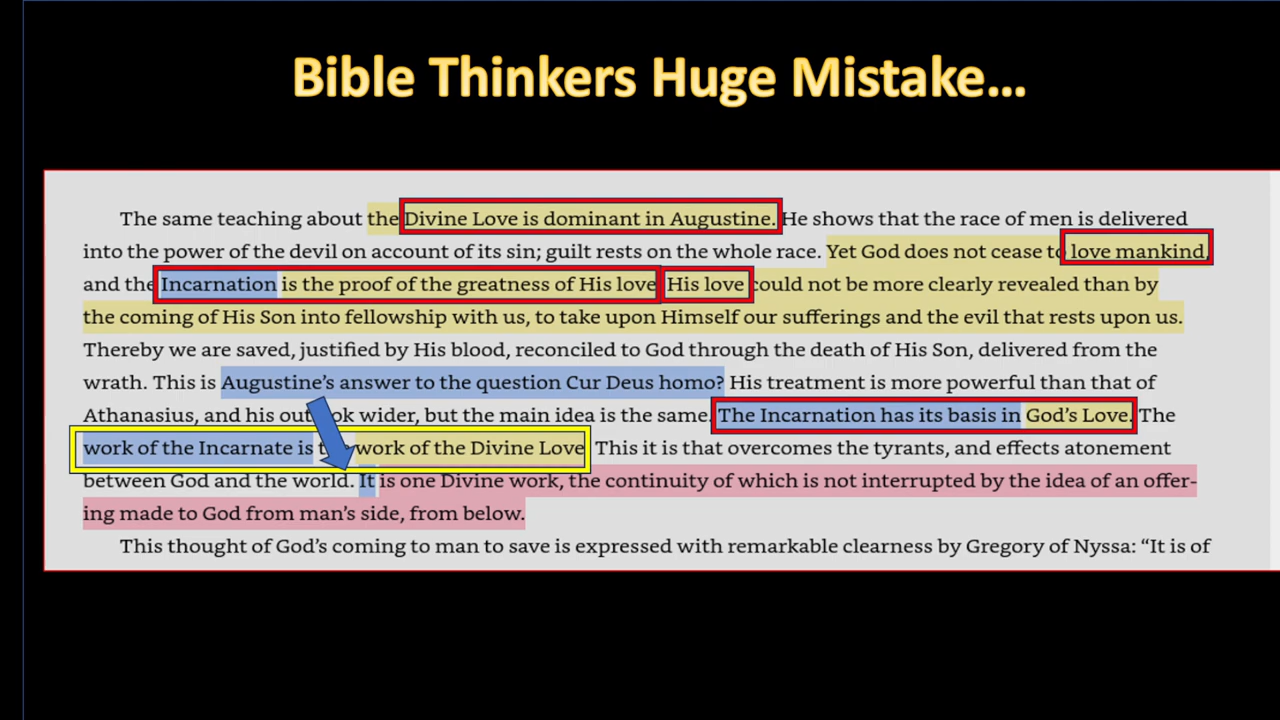 Bible Thinkers Huge Mistake…
The same teaching about the Divine Love is dominant in Augustine. He shows that the race of men is delivered
into the power of the devil on account of its sin; guilt rests on the whole race. Yet God does not cease to love mankind,
and the Incarnation is the proof of the greatness of His love His love could not be more clearly revealed than by
the coming of His Son into fellowship with us, to take upon Himself our sufferings and the evil that rests upon us.
Thereby we are saved, justified by His blood, reconciled to God through the death of His Son, delivered from the
wrath. This is Augustine's answer to the question Cur Deus homo? His treatment is more powerful than that of
Athanasius, and his outlook wider, but the main idea is the same. The Incarnation has its basis in God's Love. The
work of the Incarnate is the work of the Divine Love This it is that overcomes the tyrants, and effects atonement
between God and the world. It is one Divine work, the continuity of which is not interrupted by the idea of an offer-
ing made to God from man's side, from below.
This thought of God's coming to man to save is expressed with remarkable clearness by Gregory of Nyssa: "It is of